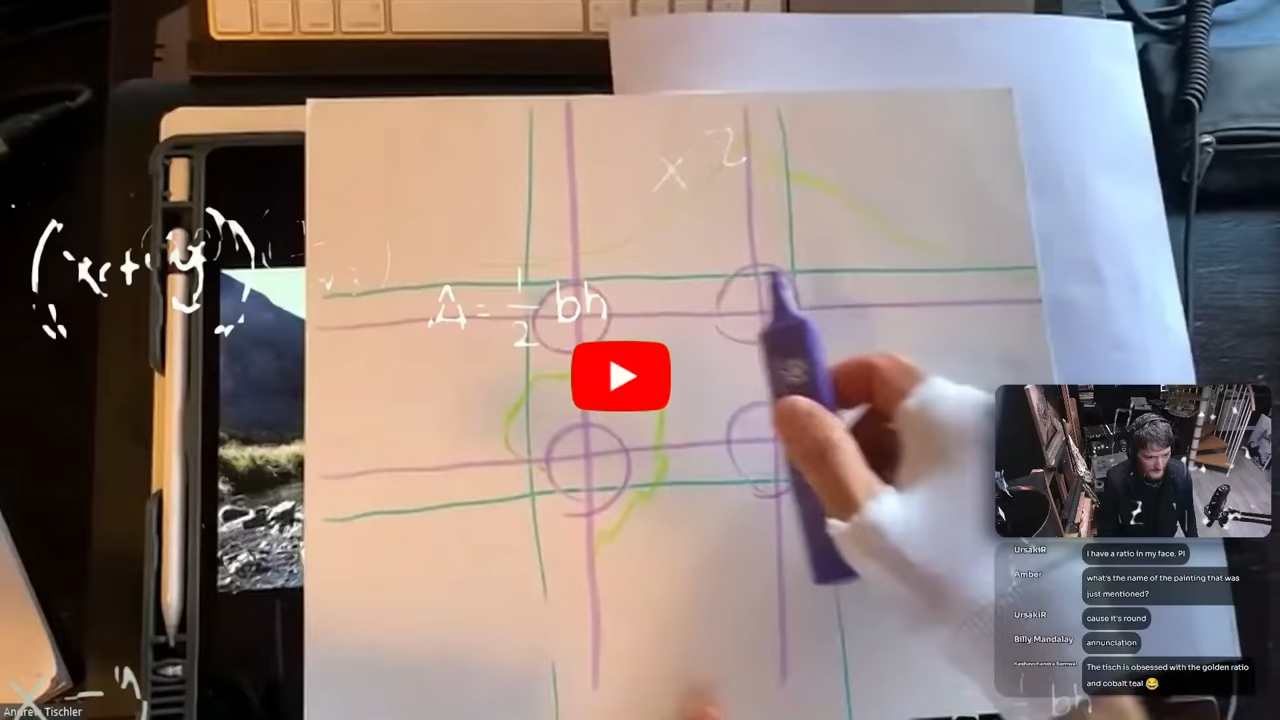 x²
(x+y)
A = 1/2 bh
UrsakiR
I have a ratio in my face. PI
Amber
what's the name of the painting that was
just mentioned?
UrsakiR
cause it's round
Billy Mandalay
annunciation
The tisch is obsessed with the golden ratio
and cobalt teal 😂
bh
Andrew Tischler